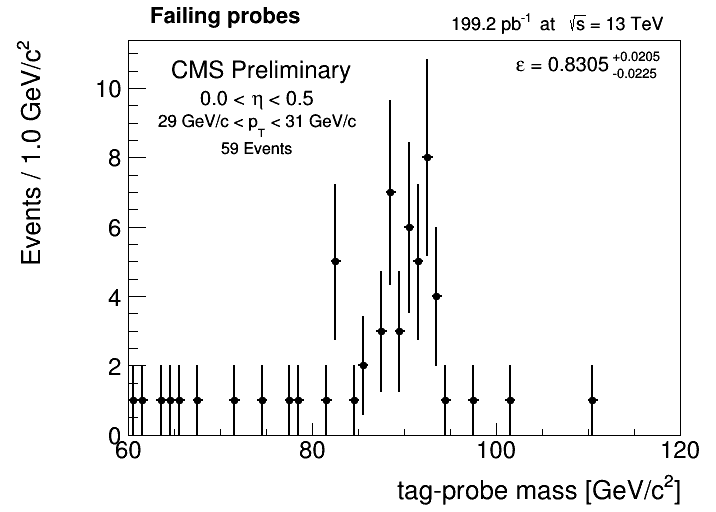 Failing probes
199.2 pb⁻¹ at √s = 13 TeV
CMS Preliminary
0.0 < η < 0.5
29 GeV/c < p_T < 31 GeV/c
59 Events
ε = 0.8305 +0.0205 -0.0225
Events / 1.0 GeV/c²
10
8
6
4
2
0
60 80 100 120
tag-probe mass [GeV/c²]